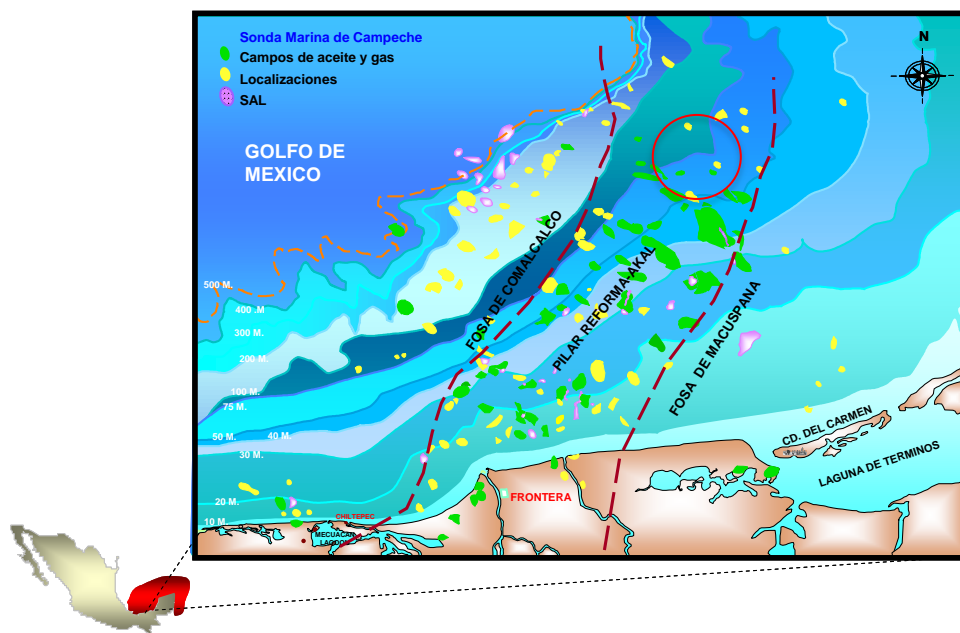 Sonda Marina de Campeche
Campos de aceite y gas
Localizaciones
SAL
N
GOLFO DE
MEXICO
FOSA DE COMALCALCO
PILAR REFORMA-AKAL
FOSA DE MACUSPANA
500 M.
400 .M
300 M.
200 M.
100 M.
75 M.
50 M.
40 M.
30 M.
20 M.
10 M.
CD. DEL CARMEN
LAGUNA DE TERMINOS
FRONTERA
CHILTEPEC
MECUACAN
LAGOON